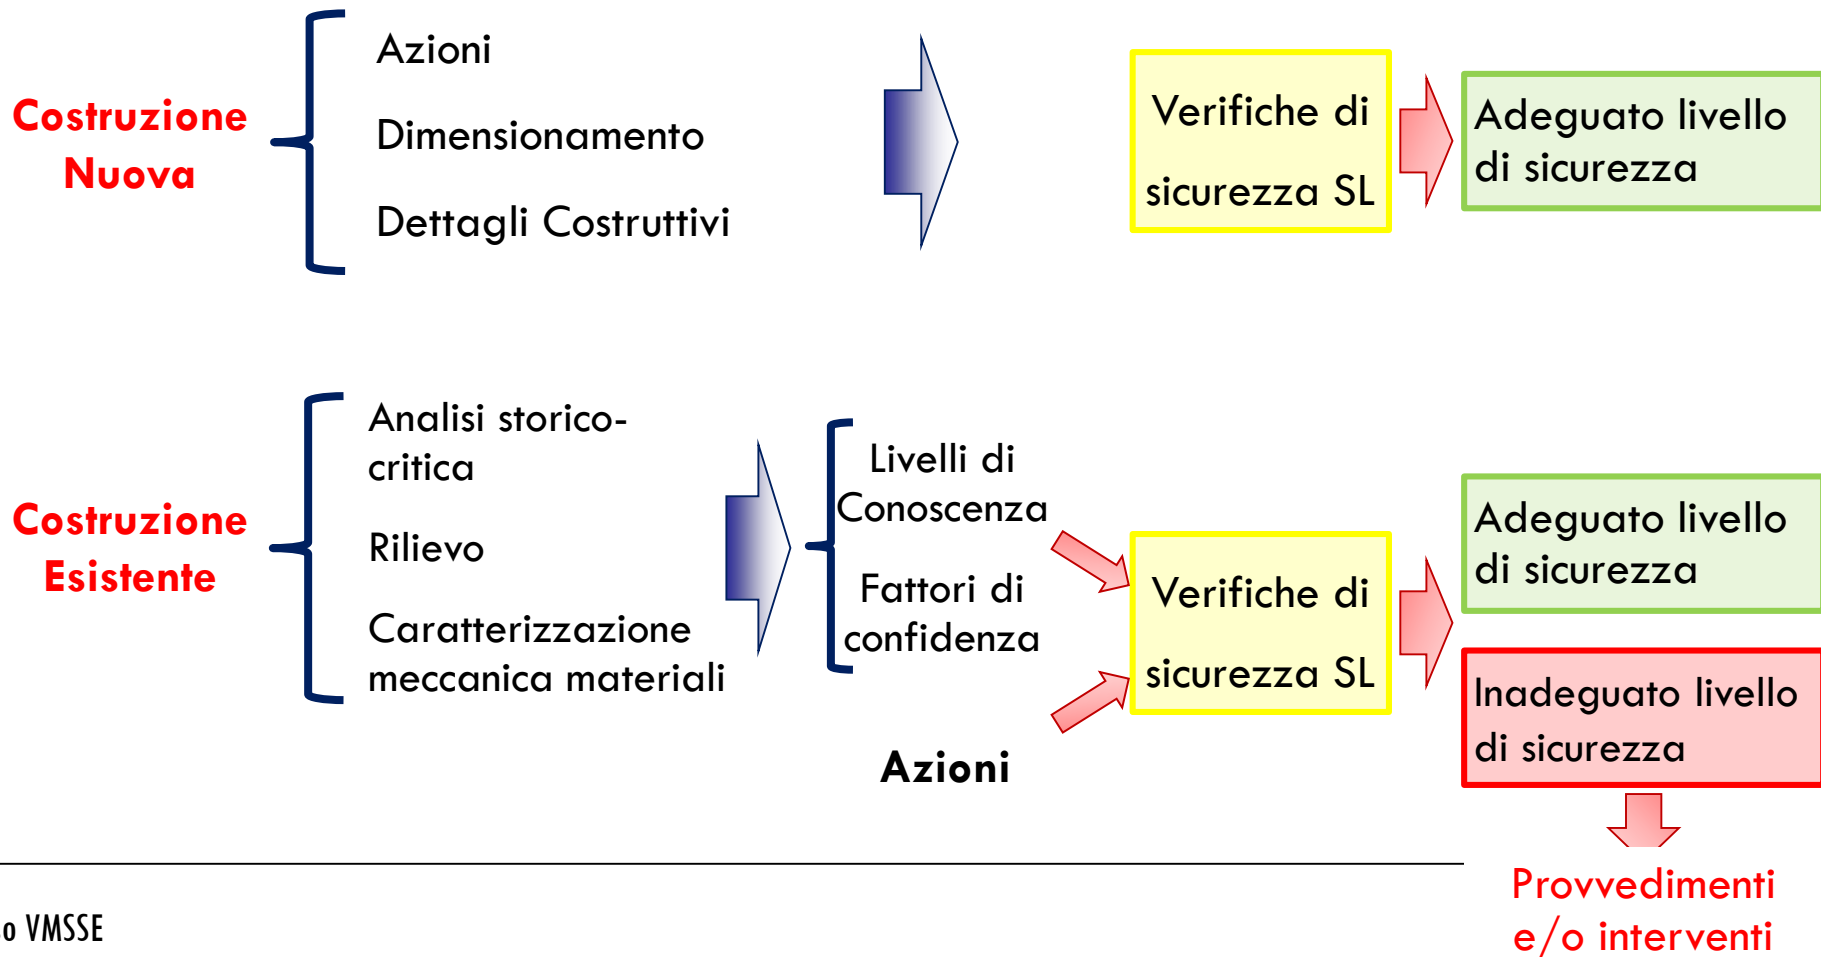 Costruzione
Nuova
Azioni
Dimensionamento
Dettagli Costruttivi
Verifiche di
sicurezza SL
Adeguato livello
di sicurezza
Costruzione
Esistente
Analisi storico-
critica
Rilievo
Caratterizzazione
meccanica materiali
Livelli di
Conoscenza
Fattori di
confidenza
Azioni
Verifiche di
sicurezza SL
Adeguato livello
di sicurezza
Inadeguato livello
di sicurezza
Provvedimenti
e/o interventi
VMSSE